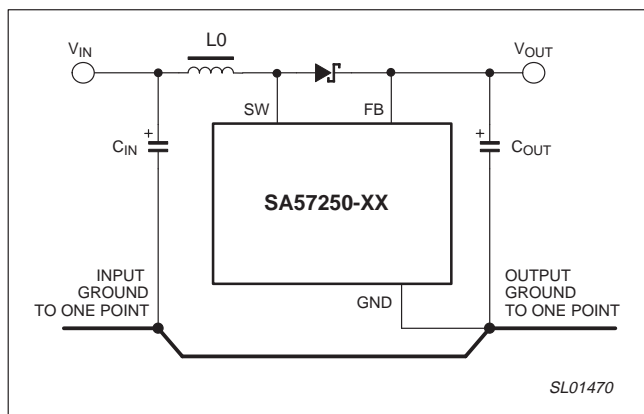 L0
VIN
VOUT
SW
FB
+
CIN
+
COUT
SA57250-XX
INPUT
GROUND
TO ONE POINT
GND
OUTPUT
GROUND
TO ONE POINT
SL01470